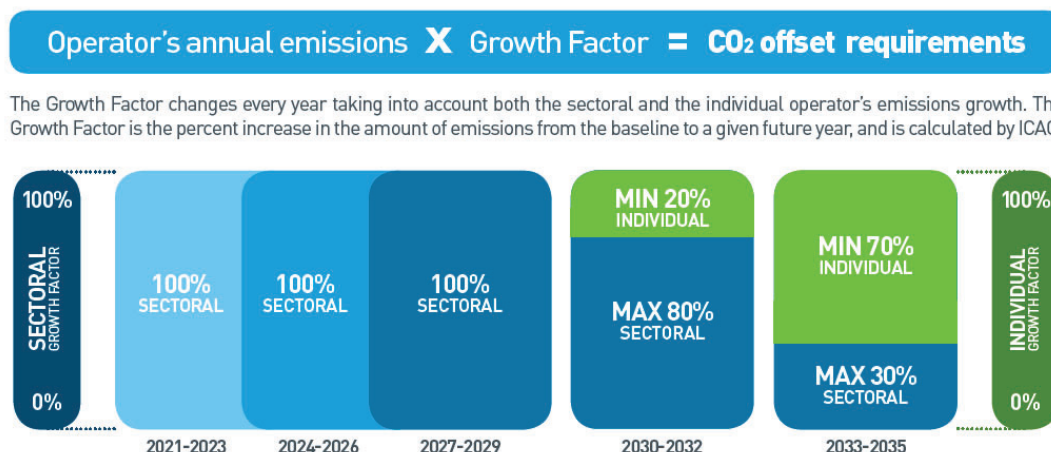 Operator's annual emissions X Growth Factor = CO2 offset requirements
The Growth Factor changes every year taking into account both the sectoral and the individual operator's emissions growth. Th
Growth Factor is the percent increase in the amount of emissions from the baseline to a given future year, and is calculated by ICAO
100%
SECTORAL
GROWTH FACTOR
0%
100%
SECTORAL
100%
SECTORAL
100%
SECTORAL
MIN 20%
INDIVIDUAL
MAX 80%
SECTORAL
MIN 70%
INDIVIDUAL
MAX 30%
SECTORAL
100%
INDIVIDUAL
GROWTH FACTOR
0%
2021-2023
2024-2026
2027-2029
2030-2032
2033-2035